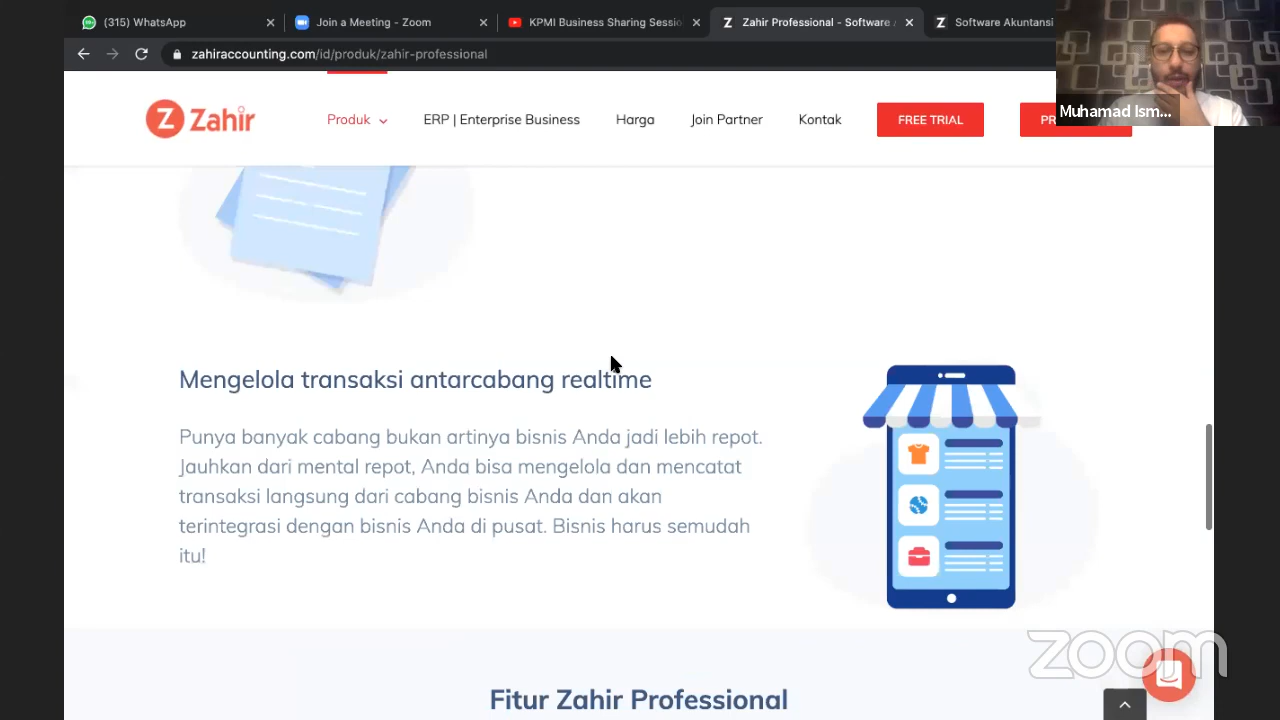 (315) WhatsApp
Join a Meeting - Zoom
KPMI Business Sharing Sessio
Zahir Professional - Software
Software Akuntansi
zahiraccounting.com/id/produk/zahir-professional
Muhamad Ism...
Z Zahir
Produk
ERP | Enterprise Business
Harga
Join Partner
Kontak
FREE TRIAL
Mengelola transaksi antarcabang realtime
Punya banyak cabang bukan artinya bisnis Anda jadi lebih repot.
Jauhkan dari mental repot, Anda bisa mengelola dan mencatat
transaksi langsung dari cabang bisnis Anda dan akan
terintegrasi dengan bisnis Anda di pusat. Bisnis harus semudah
itu!
zoom
Fitur Zahir Professional